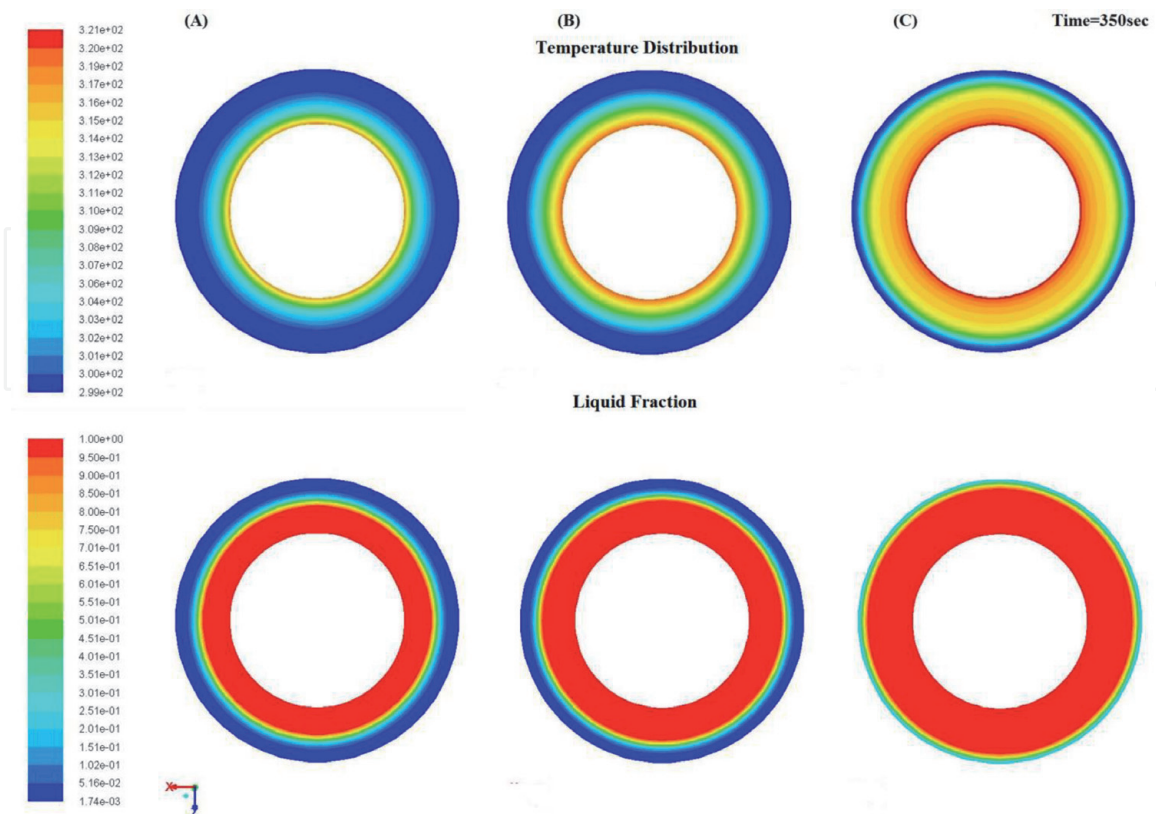 (A) (B) (C) Time=350sec
Temperature Distribution
3.21e+02
3.20e+02
3.19e+02
3.17e+02
3.16e+02
3.15e+02
3.14e+02
3.13e+02
3.12e+02
3.11e+02
3.10e+02
3.09e+02
3.08e+02
3.07e+02
3.06e+02
3.04e+02
3.03e+02
3.02e+02
3.01e+02
3.00e+02
2.99e+02
Liquid Fraction
1.00e+00
9.50e-01
9.00e-01
8.50e-01
8.00e-01
7.50e-01
7.01e-01
6.51e-01
6.01e-01
5.51e-01
5.01e-01
4.51e-01
4.01e-01
3.51e-01
3.01e-01
2.51e-01
2.01e-01
1.51e-01
1.02e-01
5.16e-02
1.74e-03
X